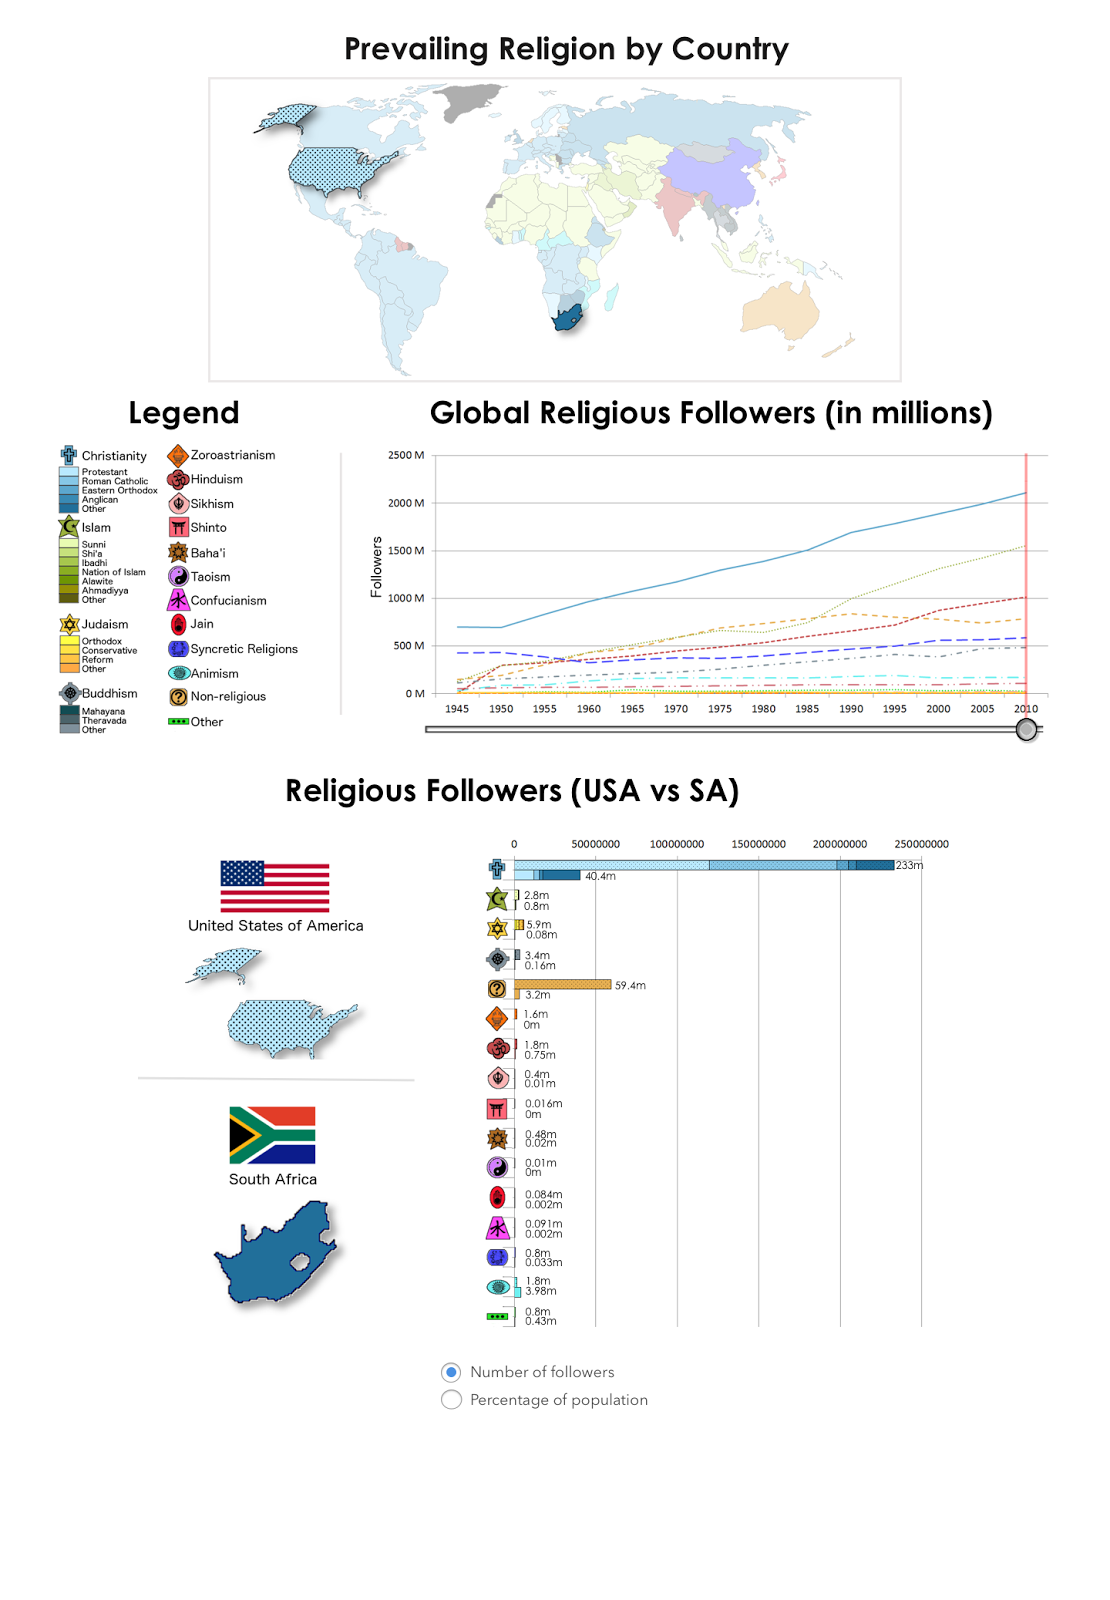 Prevailing Religion by Country
Legend
Christianity
Protestant
Roman Catholic
Eastern Orthodox
Anglican
Other
Islam
Sunni
Shi'a
Ibadhi
Nation of Islam
Alawite
Ahmadiyya
Other
Judaism
Orthodox
Conservative
Reform
Other
Buddhism
Mahayana
Theravada
Other
Zoroastrianism
Hinduism
Sikhism
Shinto
Baha'i
Taoism
Confucianism
Jain
Syncretic Religions
Animism
Non-religious
Other
Global Religious Followers (in millions)
Followers
2500 M
2000 M
1500 M
1000 M
500 M
0 M
1945 1950 1955 1960 1965 1970 1975 1980 1985 1990 1995 2000 2005 2010
Religious Followers (USA vs SA)
United States of America
South Africa
0 50000000 100000000 150000000 200000000 250000000
233m
40.4m
2.8m
0.8m
5.9m
0.08m
3.4m
0.16m
59.4m
3.2m
1.6m
0m
1.8m
0.75m
0.4m
0.01m
0.016m
0m
0.48m
0.02m
0.01m
0m
0.084m
0.002m
0.091m
0.002m
0.8m
0.033m
1.8m
3.98m
0.8m
0.43m
Number of followers
Percentage of population